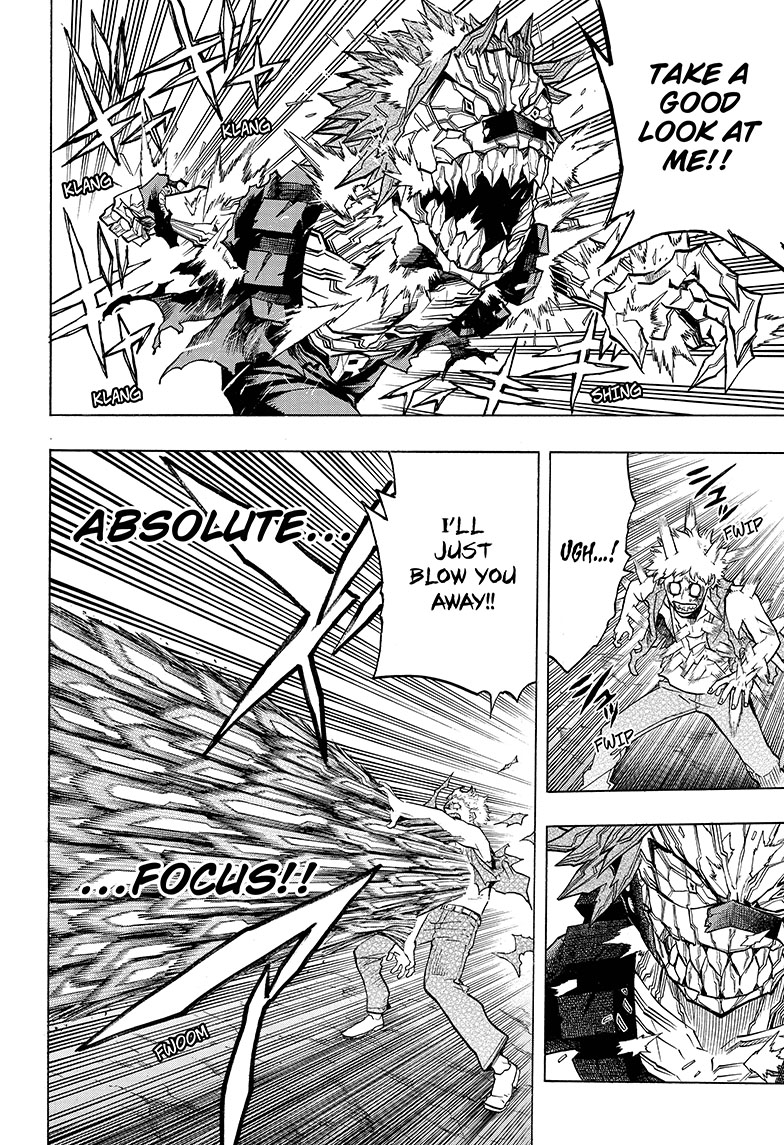 TAKE A
GOOD
LOOK AT
ME!!
KLANG
KLANG
KLANG
SHING
FWIP
UGH...!
FWIP
I'LL
JUST
BLOW YOU
AWAY!!
ABSOLUTE...
...FOCUS!!
FWOOM